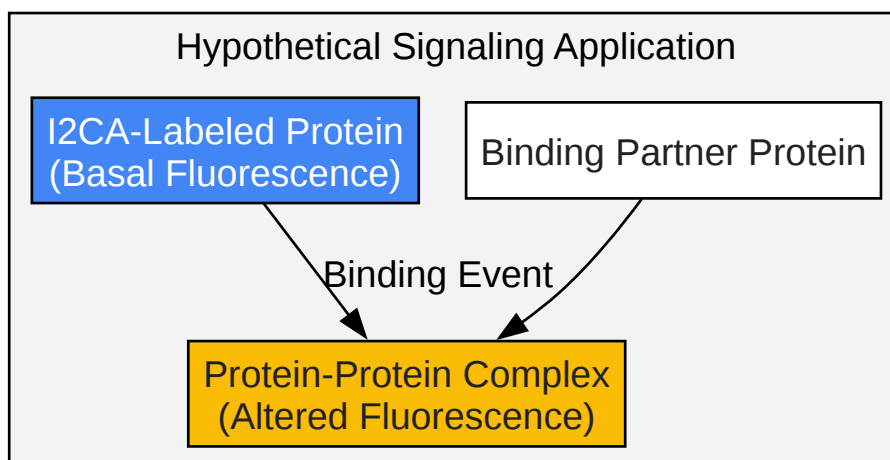 Hypothetical Signaling Application
I2CA-Labeled Protein
(Basal Fluorescence)
Binding Partner Protein
Binding Event
Protein-Protein Complex
(Altered Fluorescence)